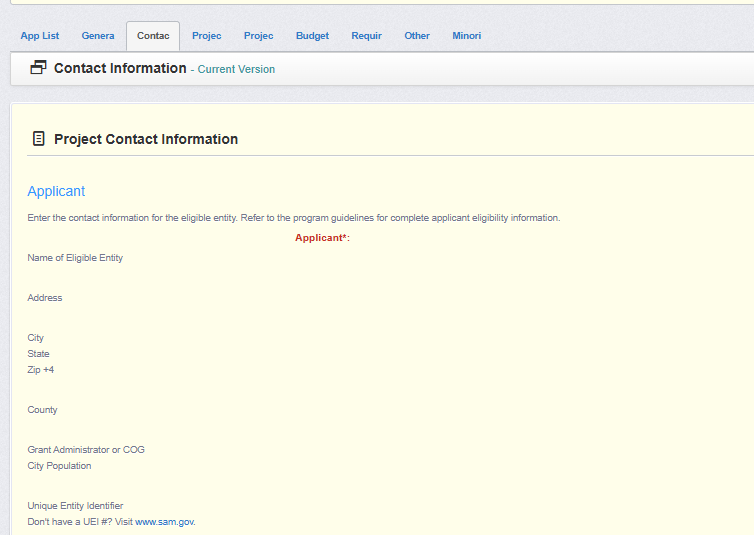 App List Genera Contac Projec Projec Budget Requir Other Minori
Contact Information - Current Version
Project Contact Information
Applicant
Enter the contact information for the eligible entity. Refer to the program guidelines for complete applicant eligibility information.
Applicant*:
Name of Eligible Entity
Address
City
State
Zip +4
County
Grant Administrator or COG
City Population
Unique Entity Identifier
Don't have a UEI #? Visit www.sam.gov.